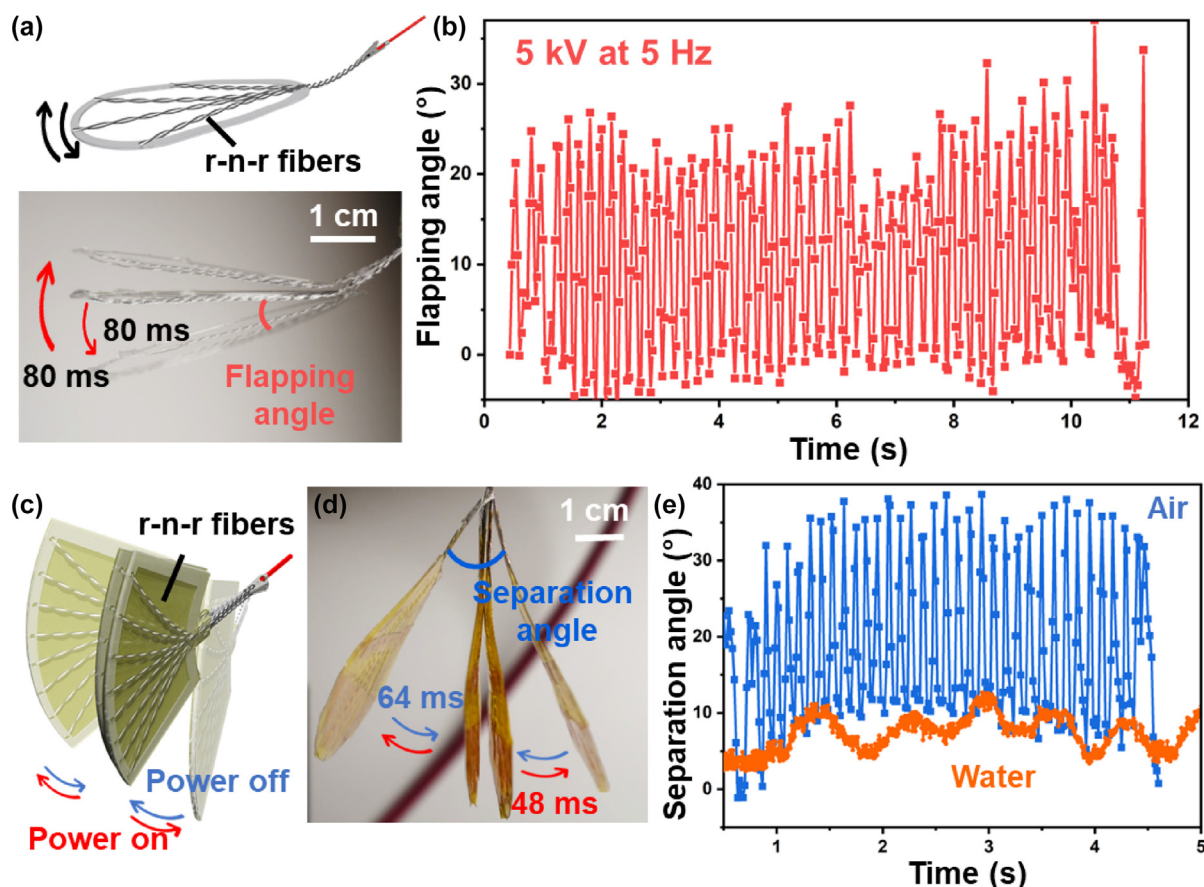 (a)
r-n-r fibers
1 cm
80 ms
80 ms
Flapping
angle
(b)
5 kV at 5 Hz
Flapping angle (°)
30
20
10
0
0 2 4 6 8 10 12
Time (s)
(c)
r-n-r fibers
Power off
Power on
(d)
1 cm
Separation
angle
64 ms
48 ms
(e)
Air
Water
Separation angle (°)
40
30
20
10
0
1 2 3 4 5
Time (s)